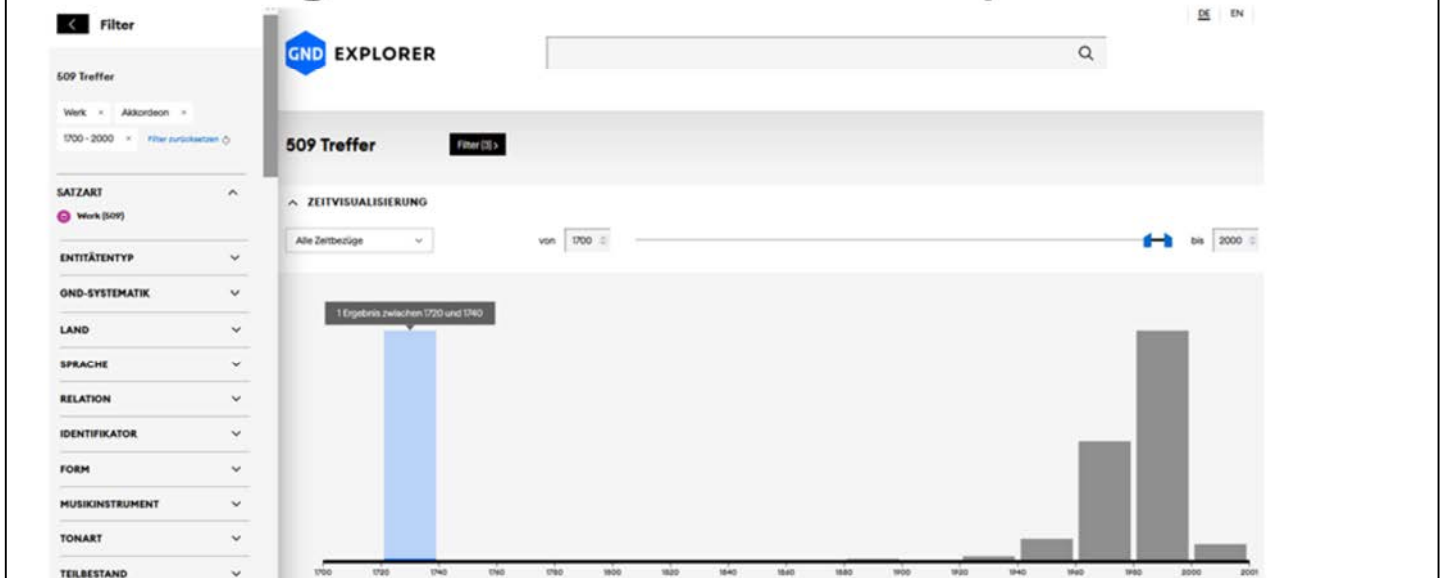 Filter
509 Treffer
Werk × Akkordeon ×
1700 - 2000 × Filter zurücksetzen
SATZART
Werk (509)
ENTITÄTENTYP
GND-SYSTEMATIK
LAND
SPRACHE
RELATION
IDENTIFIKATOR
FORM
MUSIKINSTRUMENT
TONART
TEILBESTAND
DE EN
GND EXPLORER
509 Treffer
Filter (3) >
ZEITVISUALISIERUNG
Alle Zeitbezüge von 1700 bis 2000
1 Ergebnis zwischen 1720 und 1740
1700 1720 1740 1760 1780 1800 1820 1840 1860 1880 1900 1920 1940 1960 1980 2000 2001